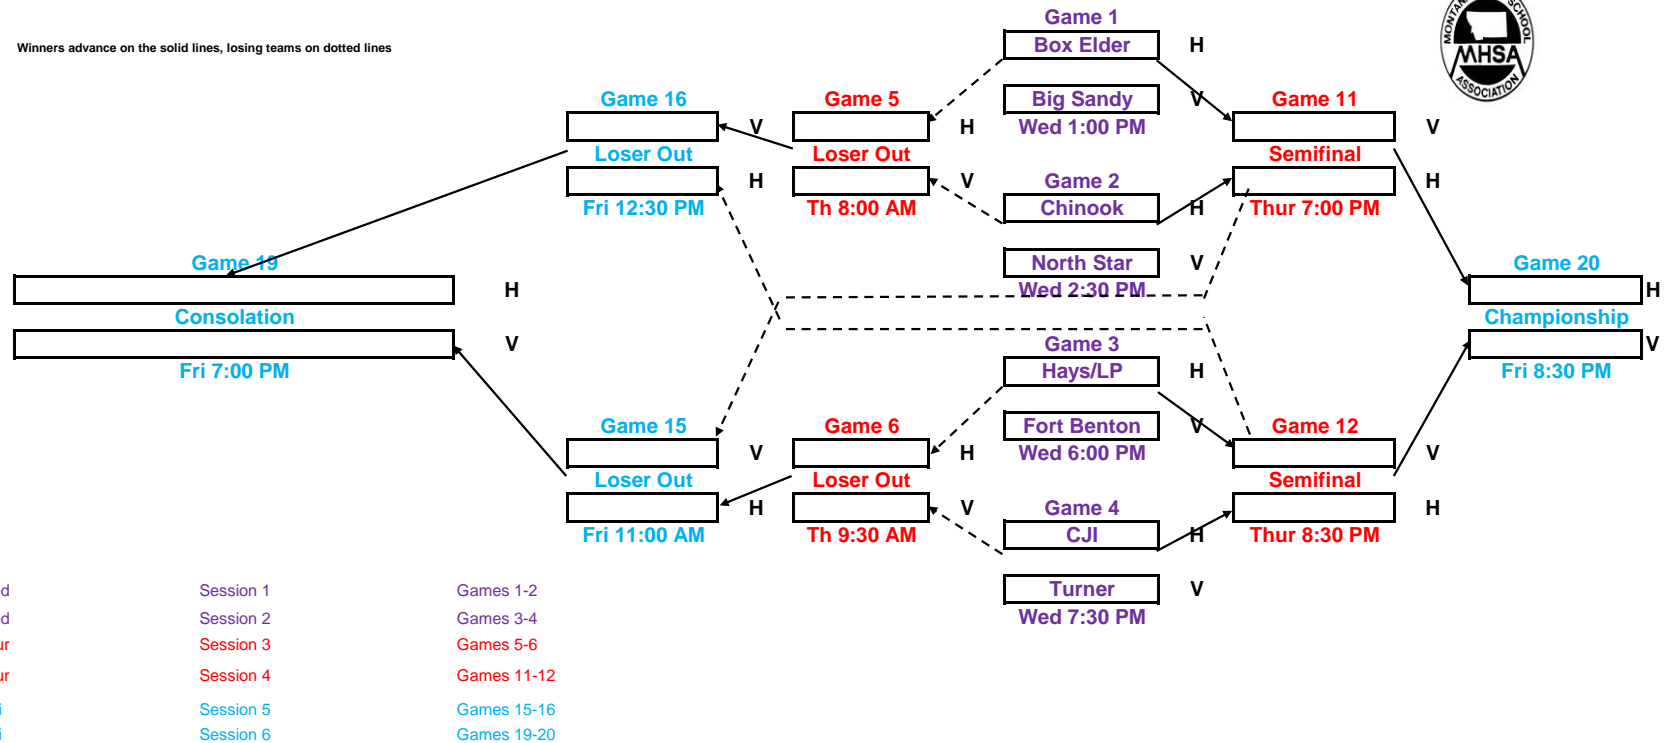 Game 1
Winners advance on the solid lines, losing teams on dotted lines
Box Elder H
MONTANA SCHOOL
MHSA
ASSOCIATION
Game 16 Game 5 Big Sandy V Game 11
V H Wed 1:00 PM V
Loser Out Loser Out Semifinal
H V Game 2 H
Fri 12:30 PM Th 8:00 AM Chinook H Thur 7:00 PM
Game 19 North Star V Game 20
H Wed 2:30 PM H
Consolation Championship
V Game 3 V
Fri 7:00 PM Hays/LP H Fri 8:30 PM
Game 15 Game 6 Fort Benton V Game 12
V H Wed 6:00 PM V
Loser Out Loser Out Semifinal
H V Game 4 H
Fri 11:00 AM Th 9:30 AM CJI H Thur 8:30 PM
Session 1 Games 1-2 Turner V
Session 2 Games 3-4 Wed 7:30 PM
Session 3 Games 5-6
Session 4 Games 11-12
Session 5 Games 15-16
Session 6 Games 19-20